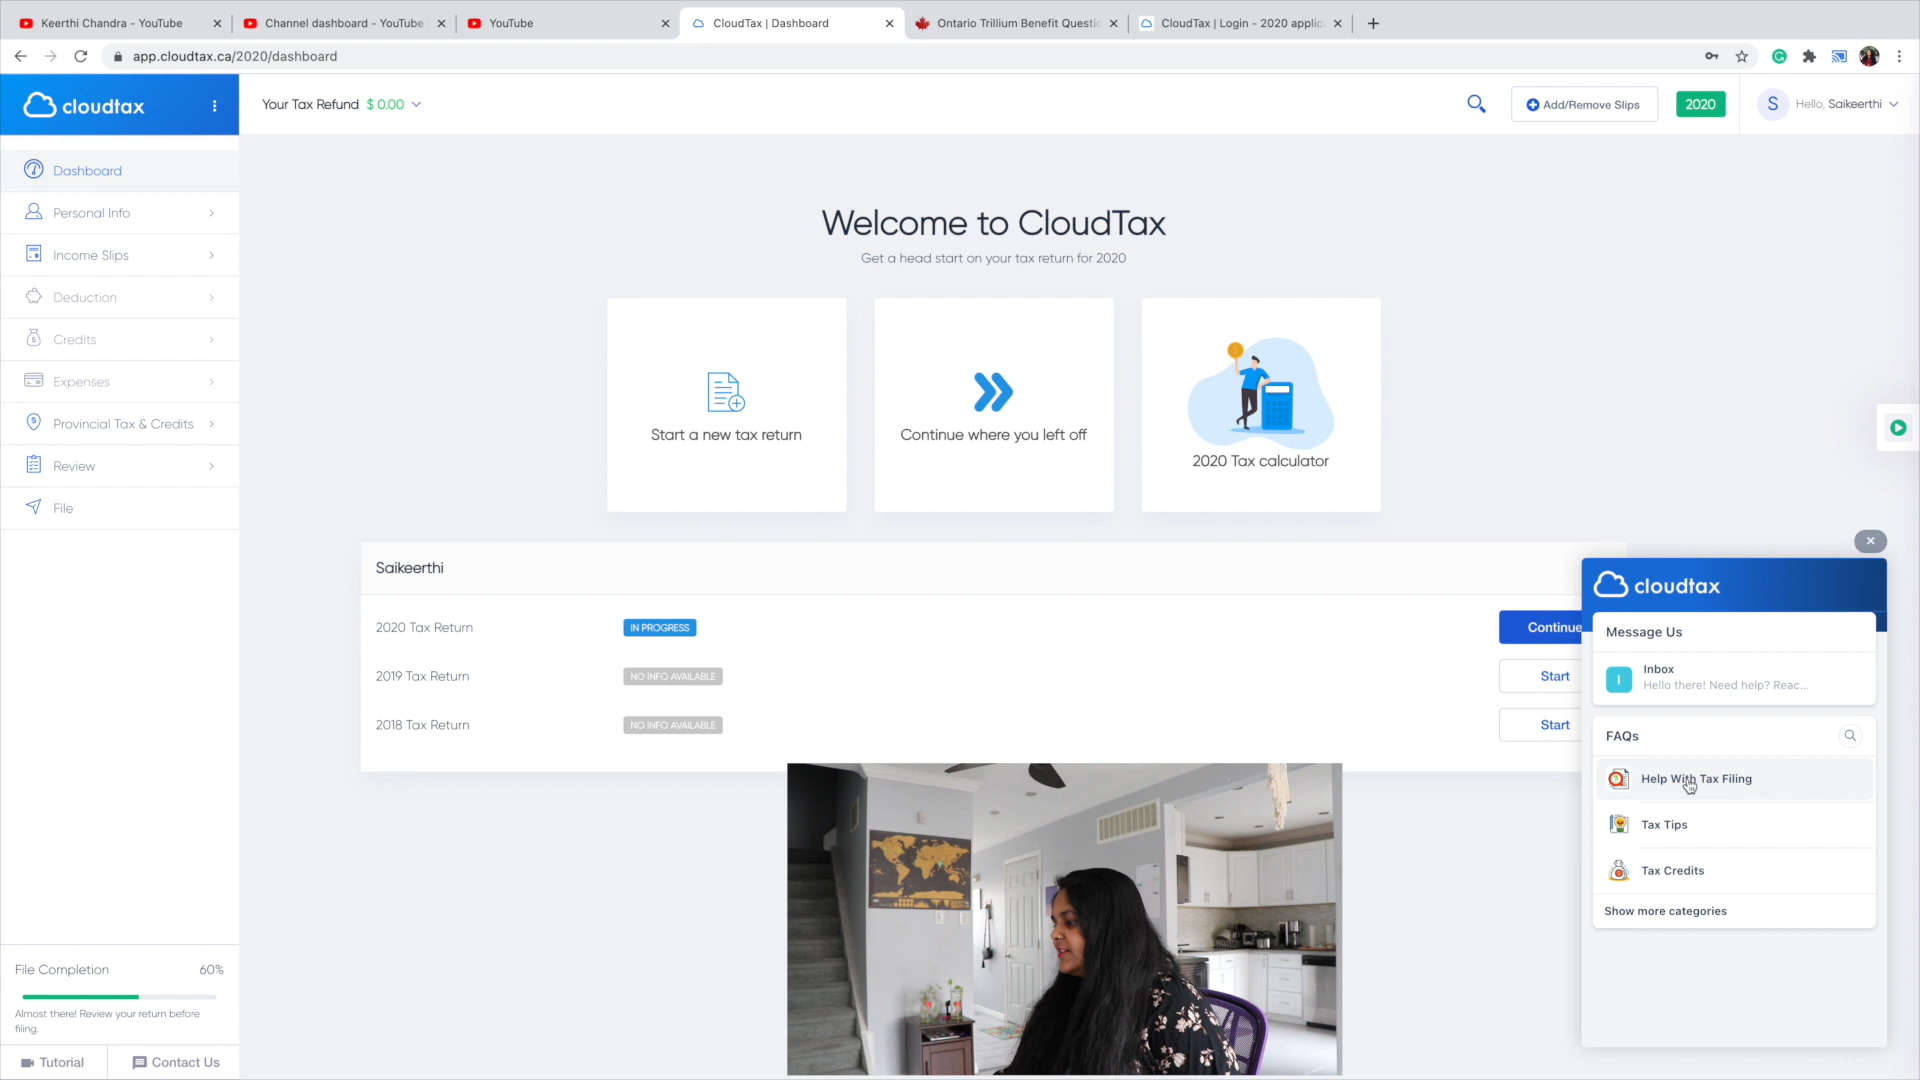 Keerthi Chandra - YouTube
Channel dashboard - YouTube
YouTube
CloudTax | Dashboard
Ontario Trillium Benefit Questio
CloudTax | Login - 2020 applic
app.cloudtax.ca/2020/dashboard
cloudtax
Your Tax Refund $ 0.00
Add/Remove Slips
2020
S
Hello, Saikeerthi
Dashboard
Personal Info
Income Slips
Deduction
Credits
Expenses
Provincial Tax & Credits
Review
File
Welcome to CloudTax
Get a head start on your tax return for 2020
Start a new tax return
Continue where you left off
2020 Tax calculator
Saikeerthi
2020 Tax Return
IN PROGRESS
Continue
2019 Tax Return
NO INFO AVAILABLE
Start
2018 Tax Return
NO INFO AVAILABLE
Start
cloudtax
Message Us
I
Inbox
Hello there! Need help? Reac...
FAQs
Help With Tax Filing
Tax Tips
Tax Credits
Show more categories
File Completion
60%
Almost there! Review your return before
filing.
Tutorial
Contact Us